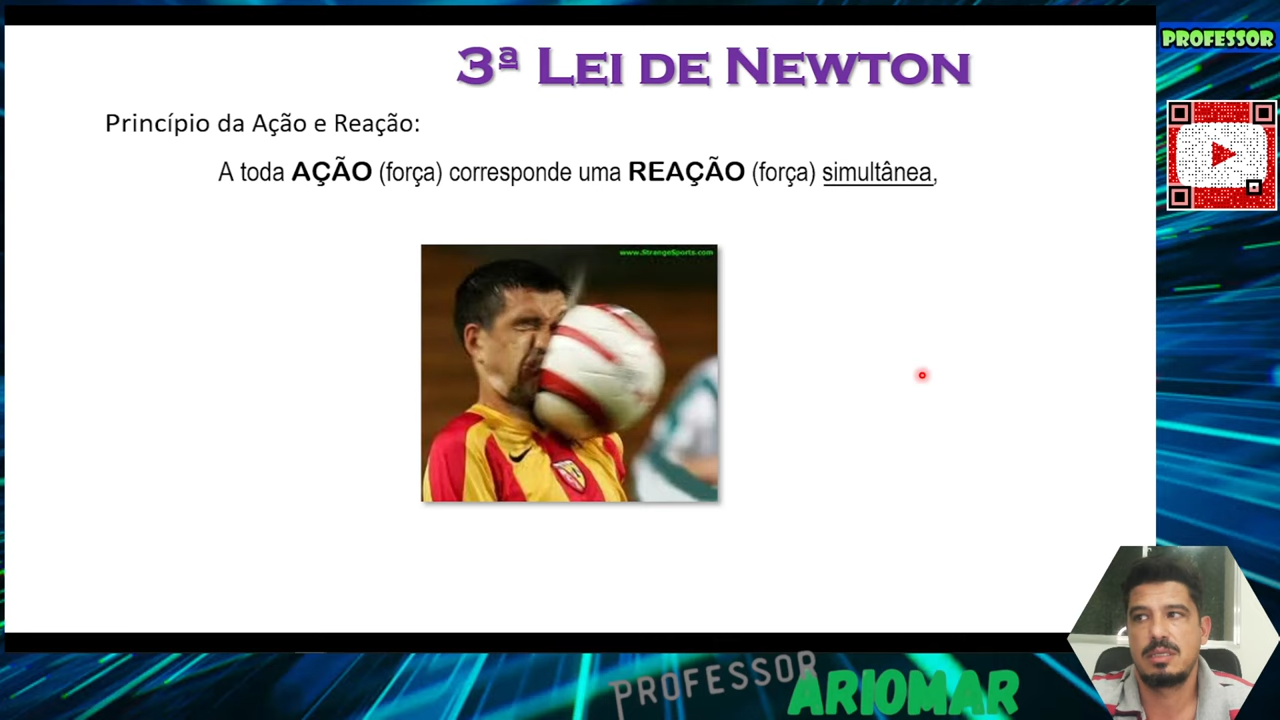 3ª LEI DE NEWTON
PROFESSOR
Princípio da Ação e Reação:
A toda AÇÃO (força) corresponde uma REAÇÃO (força) simultânea,
www.StrangeSports.com
PROFESSOR
ARIOMAR